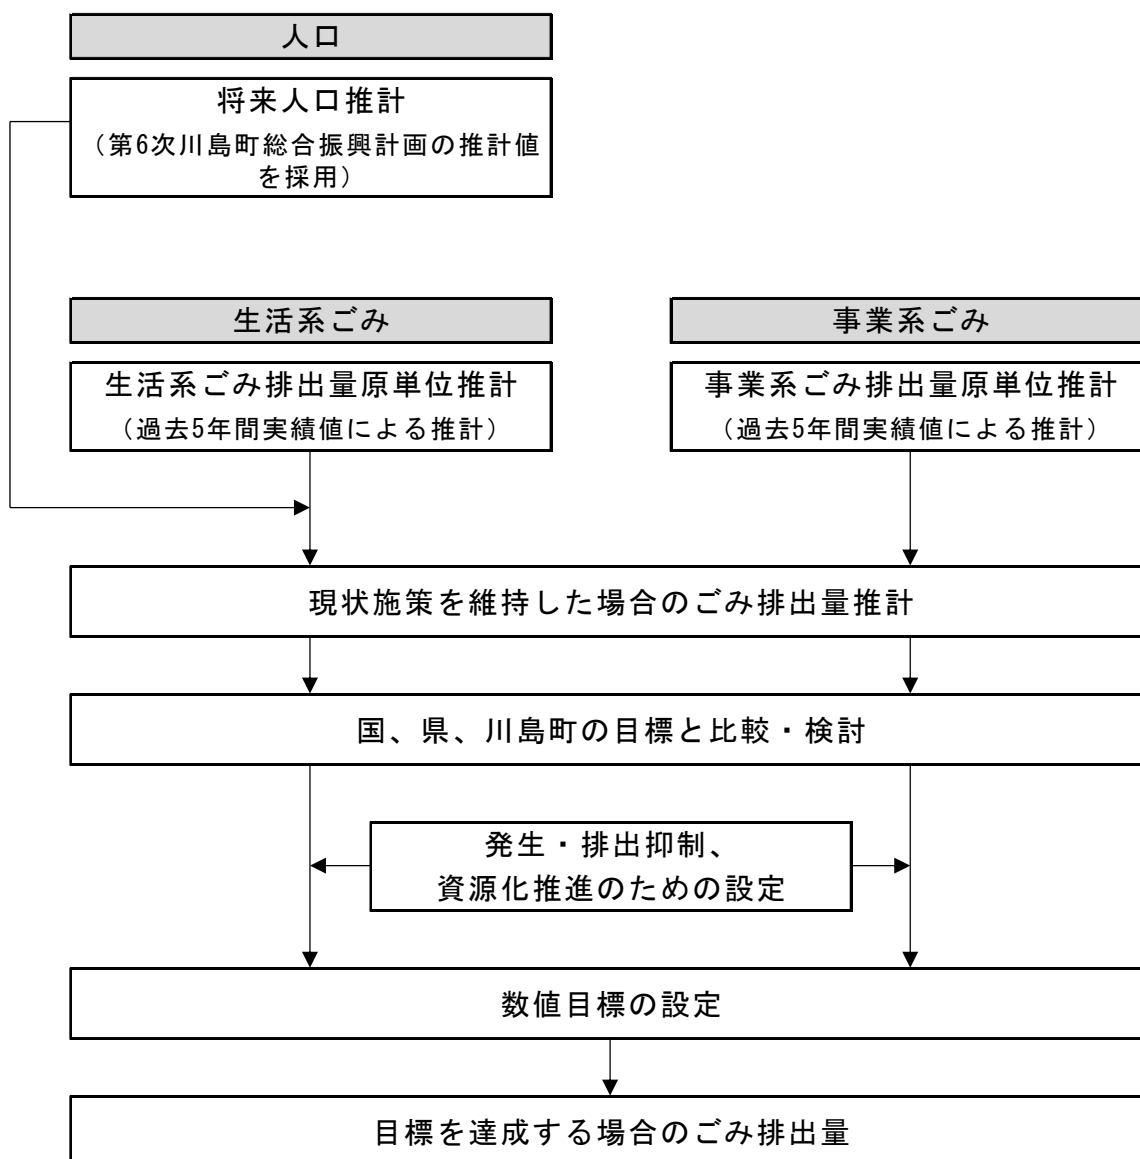 人口
将来人口推計
（第6次川島町総合振興計画の推計値
を採用）
生活系ごみ
事業系ごみ
生活系ごみ排出量原単位推計
（過去5年間実績値による推計）
事業系ごみ排出量原単位推計
（過去5年間実績値による推計）
現状施策を維持した場合のごみ排出量推計
国、県、川島町の目標と比較・検討
発生・排出抑制、
資源化推進のための設定
数値目標の設定
目標を達成する場合のごみ排出量